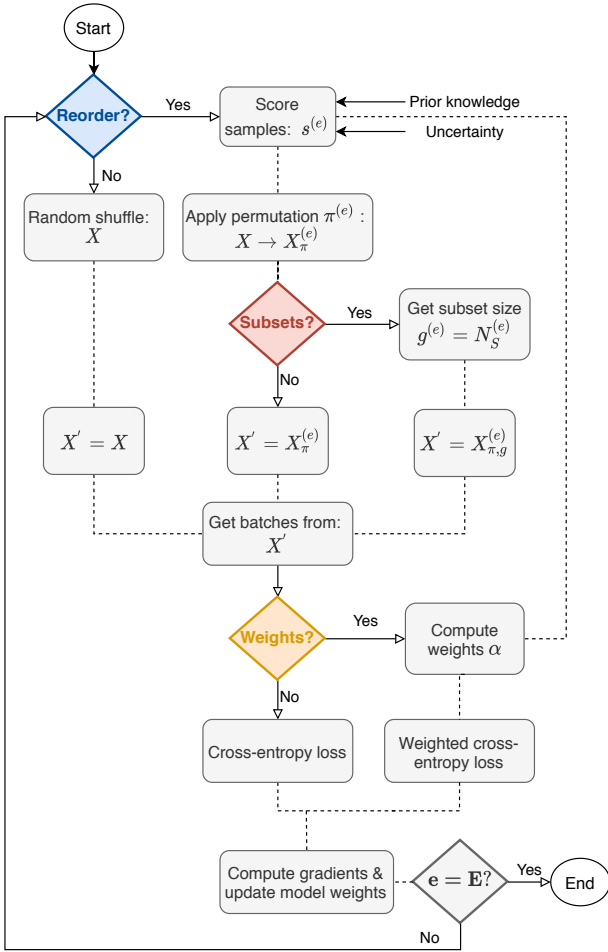 Start
Reorder?
Yes
Score
samples: s^(e)
Prior knowledge
Uncertainty
No
Random shuffle:
X
Apply permutation π^(e) :
X → X_π^(e)
Subsets?
Yes
Get subset size
g^(e) = N_S^(e)
No
X′ = X
X′ = X_π^(e)
X′ = X_{π,g}^(e)
Get batches from:
X′
Weights?
Yes
Compute
weights α
No
Cross-entropy loss
Weighted cross-
entropy loss
Compute gradients &
update model weights
e = E?
Yes
End
No